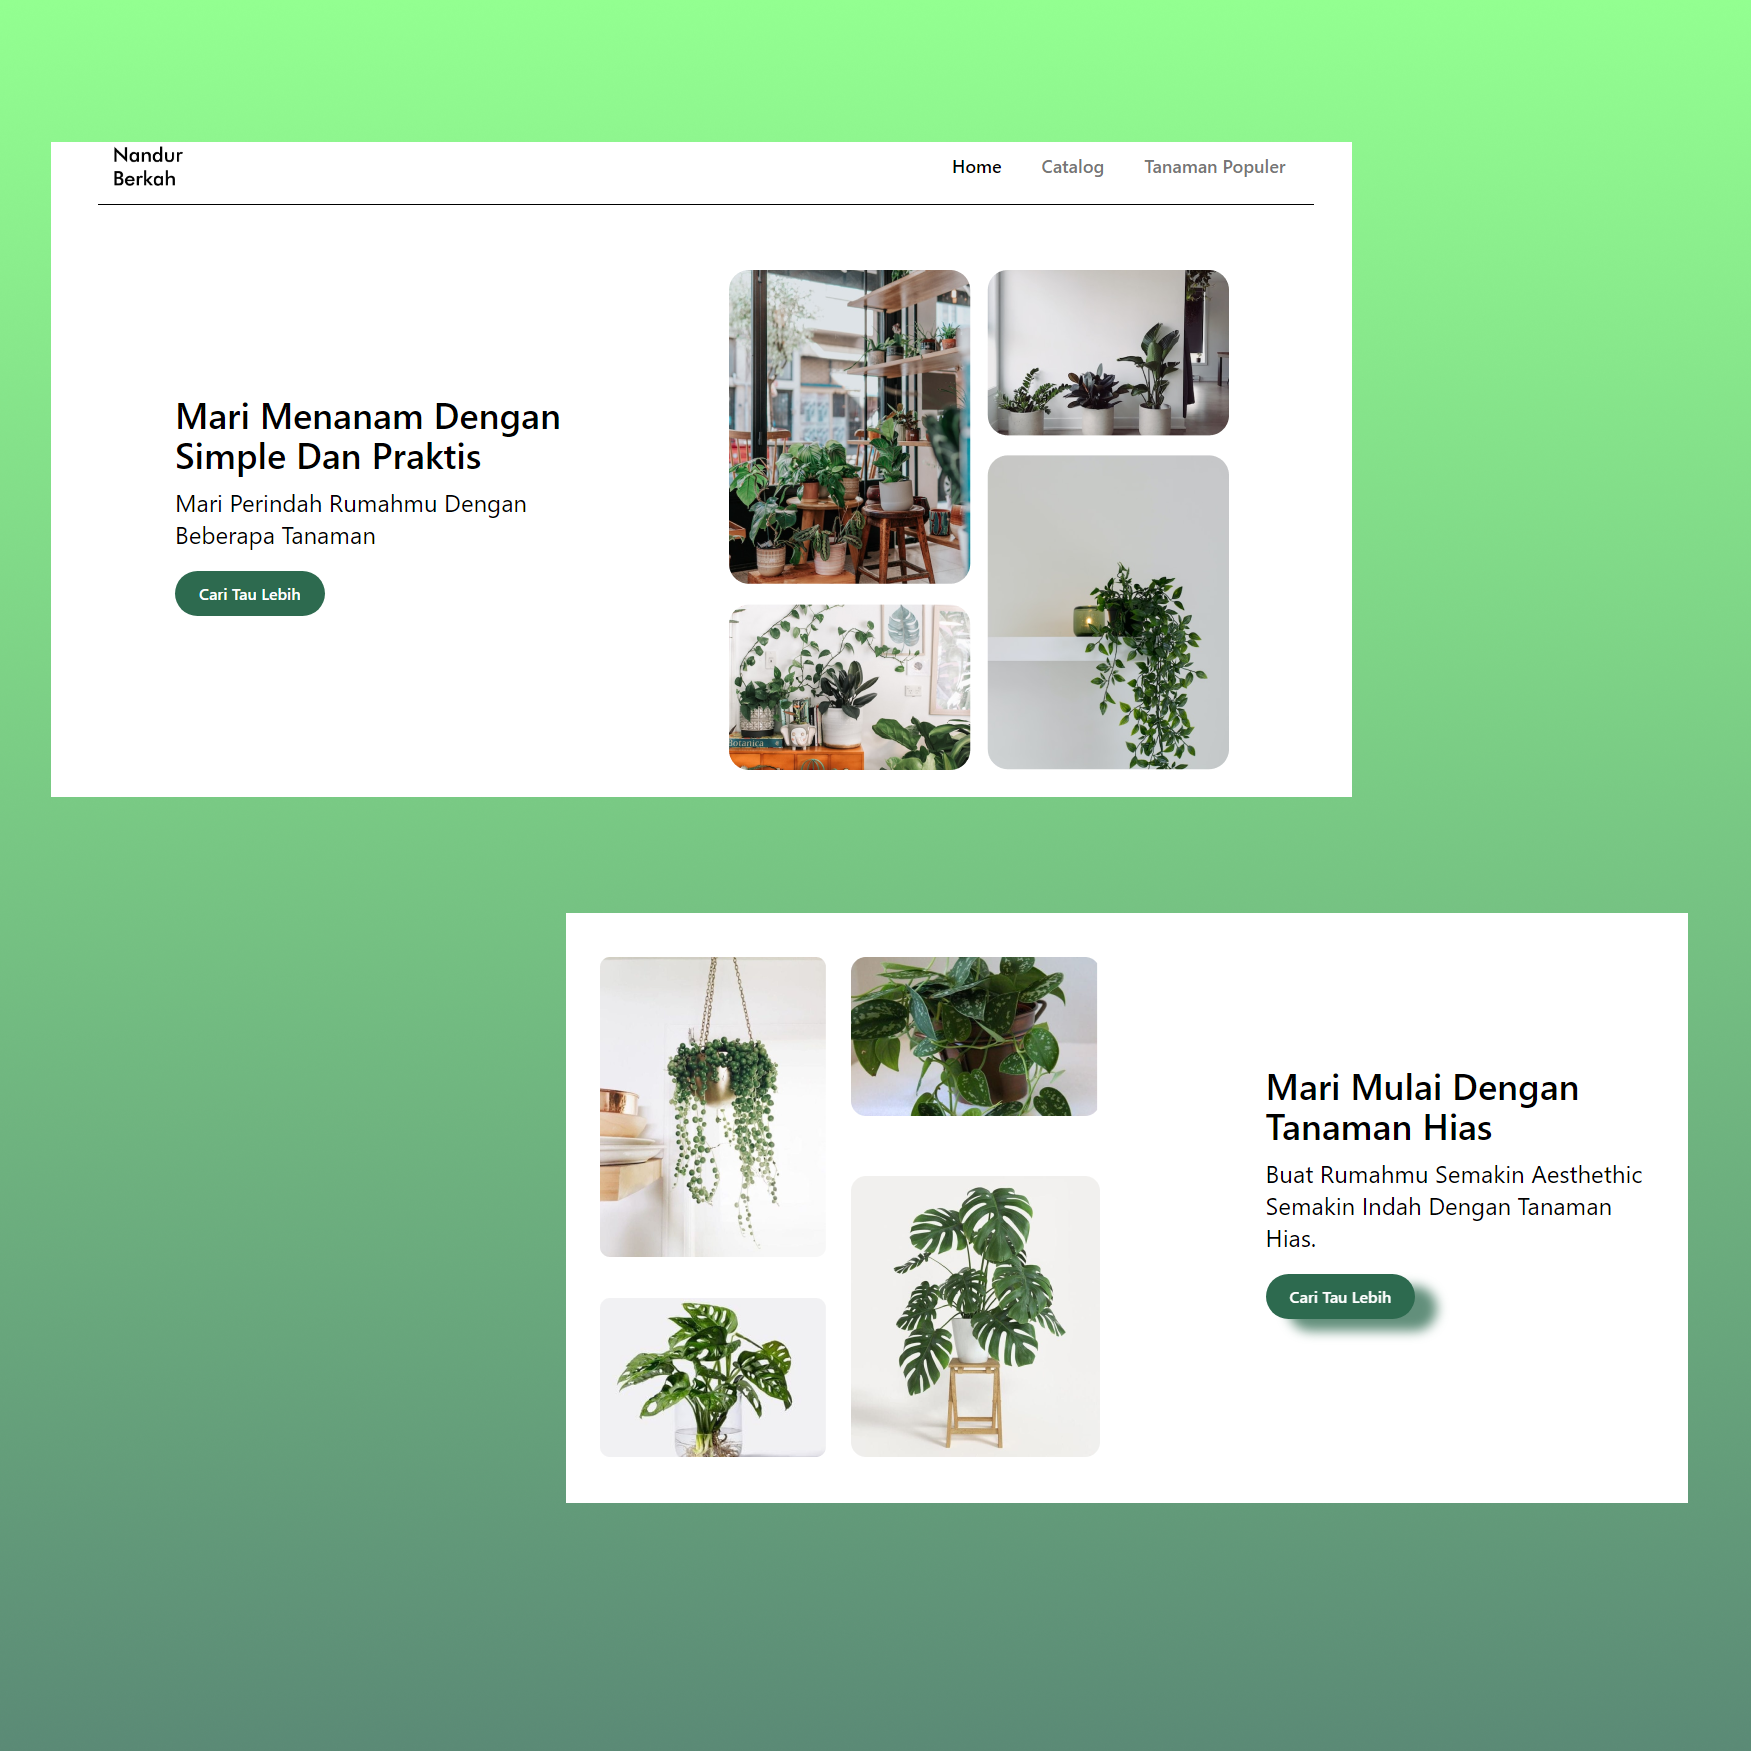 Nandur
Berkah
Home
Catalog
Tanaman Populer
Mari Menanam Dengan
Simple Dan Praktis
Mari Perindah Rumahmu Dengan
Beberapa Tanaman
Cari Tau Lebih
Botanica
Mari Mulai Dengan
Tanaman Hias
Buat Rumahmu Semakin Aesthethic
Semakin Indah Dengan Tanaman
Hias.
Cari Tau Lebih